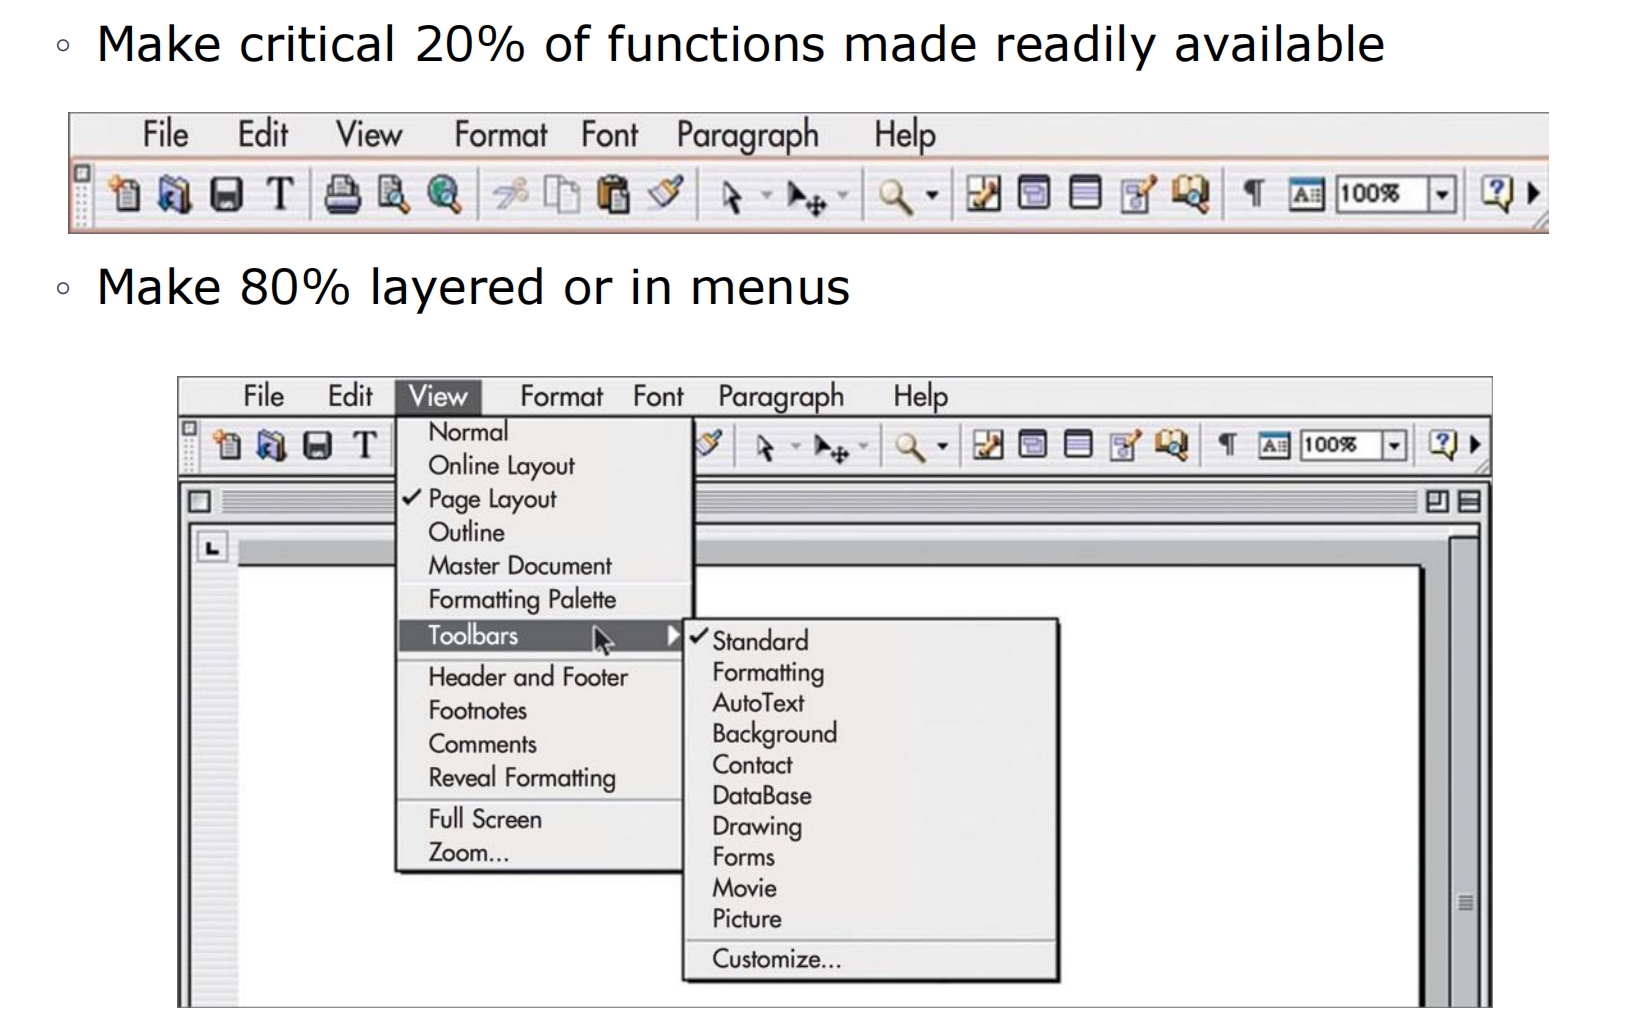 ◦ Make critical 20% of functions made readily available
File Edit View Format Font Paragraph Help
T ¶ A 100% ?
◦ Make 80% layered or in menus
File Edit View Format Font Paragraph Help
T ¶ A 100% ?
Normal
Online Layout
✓ Page Layout
Outline
Master Document
Formatting Palette
Toolbars
Header and Footer
Footnotes
Comments
Reveal Formatting
Full Screen
Zoom...
✓ Standard
Formatting
AutoText
Background
Contact
DataBase
Drawing
Forms
Movie
Picture
Customize...